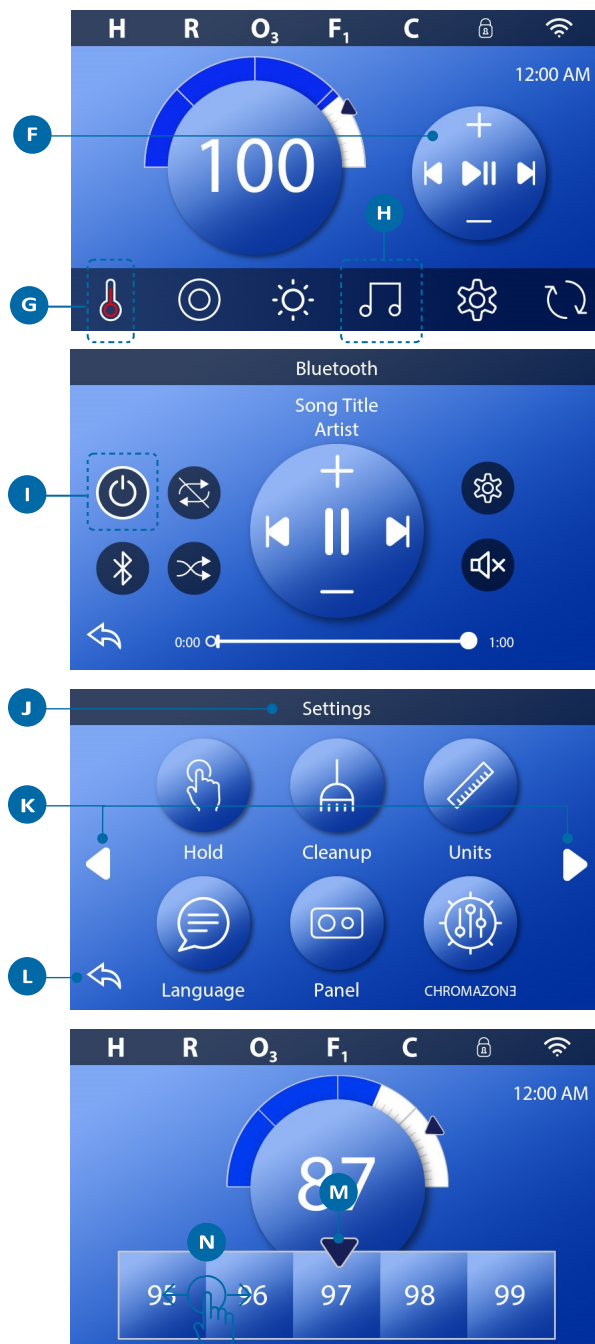 H R O₃ F₁ C
12:00 AM
F
100
H
G
Bluetooth
Song Title
Artist
I
0:00 1:00
J
Settings
K
Hold Cleanup Units
L
Language Panel CHROMAZONƎ
H R O₃ F₁ C
12:00 AM
87
M
N
95 96 97 98 99